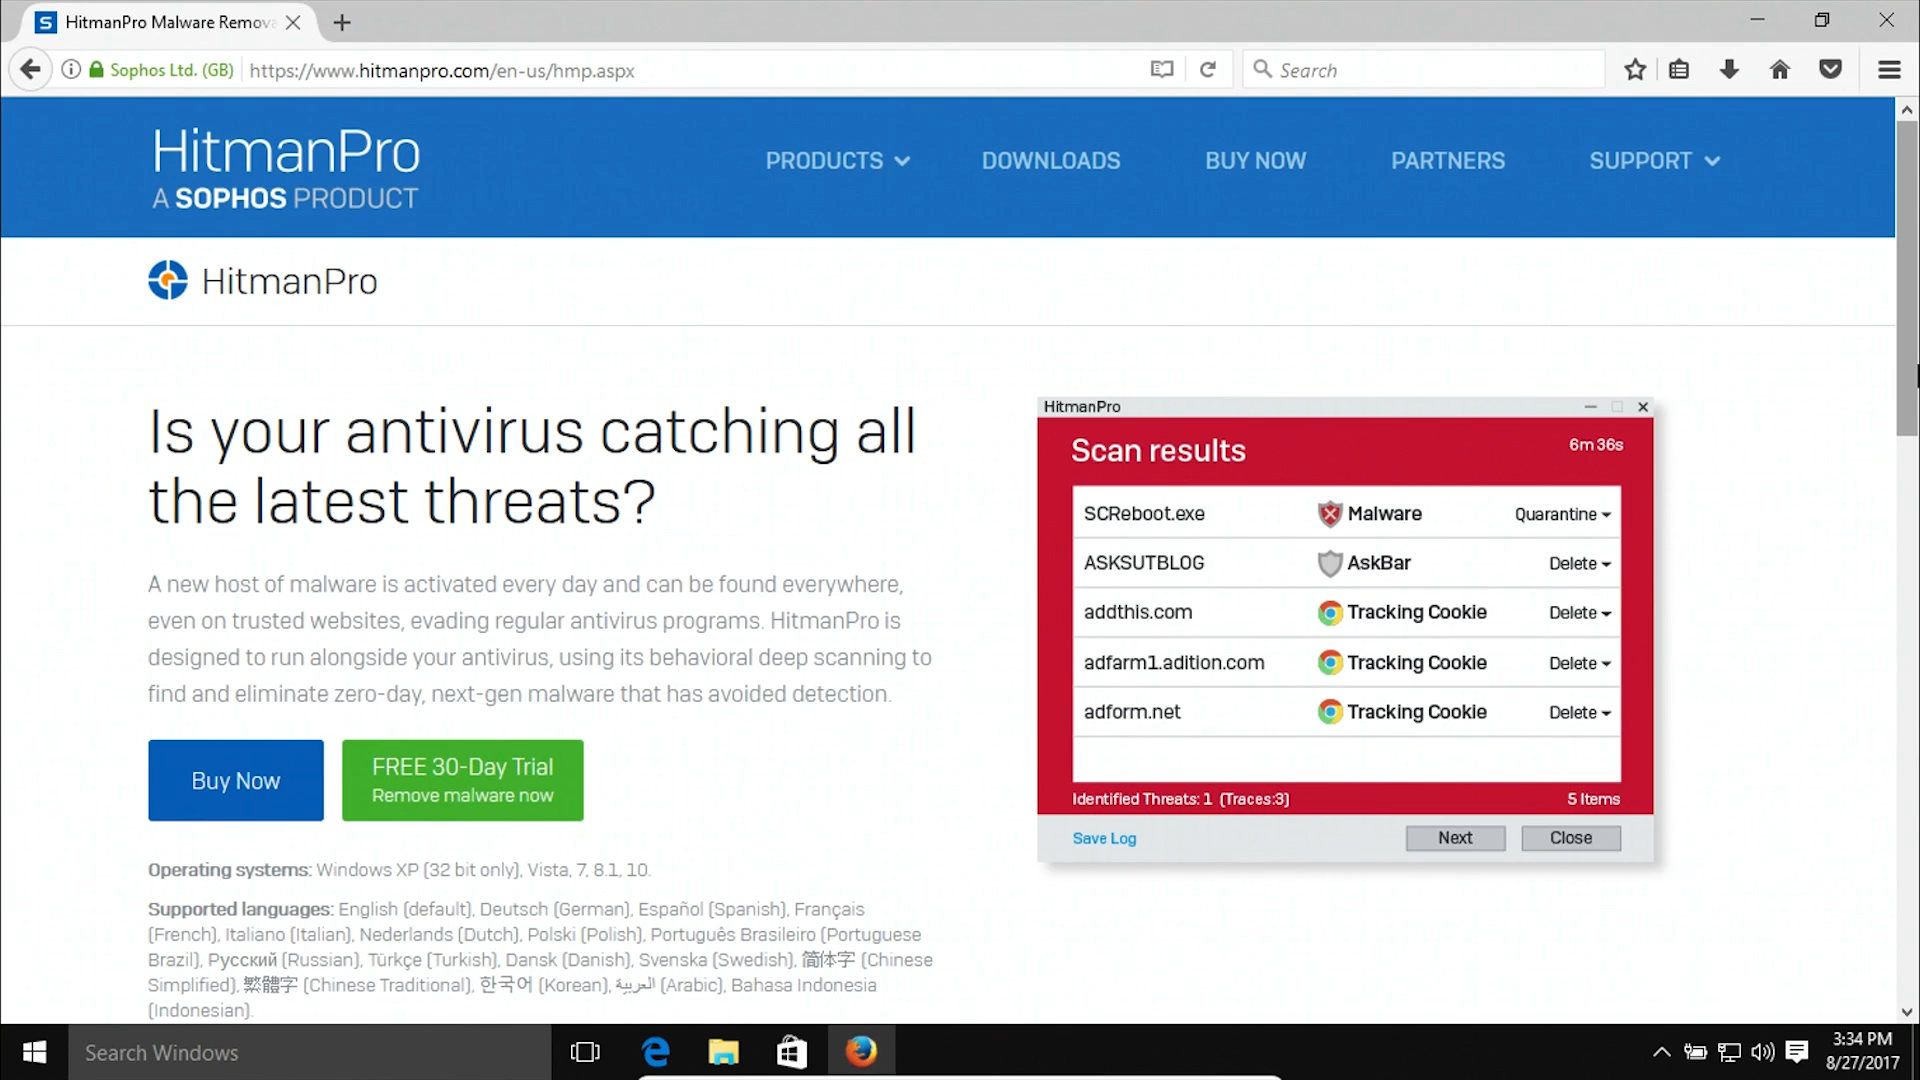 HitmanPro Malware Remova
Sophos Ltd. (GB)
https://www.hitmanpro.com/en-us/hmp.aspx
Search
HitmanPro
A SOPHOS PRODUCT
PRODUCTS
DOWNLOADS
BUY NOW
PARTNERS
SUPPORT
HitmanPro
Is your antivirus catching all
the latest threats?
A new host of malware is activated every day and can be found everywhere,
even on trusted websites, evading regular antivirus programs. HitmanPro is
designed to run alongside your antivirus, using its behavioral deep scanning to
find and eliminate zero-day, next-gen malware that has avoided detection.
Buy Now
FREE 30-Day Trial
Remove malware now
Operating systems: Windows XP (32 bit only), Vista, 7, 8.1, 10.
Supported languages: English (default), Deutsch (German), Español (Spanish), Français
(French), Italiano (Italian), Nederlands (Dutch), Polski (Polish), Português Brasileiro (Portuguese
Brazil), Русский (Russian), Türkçe (Turkish), Dansk (Danish), Svenska (Swedish), 简体字 (Chinese
Simplified), 繁體字 (Chinese Traditional), 한국어 (Korean), العربية (Arabic), Bahasa Indonesia
(Indonesian).
HitmanPro
Scan results
6m 36s
SCReboot.exe Malware Quarantine
ASKSUTBLOG AskBar Delete
addthis.com Tracking Cookie Delete
adfarm1.adition.com Tracking Cookie Delete
adform.net Tracking Cookie Delete
Identified Threats: 1 (Traces:3)
5 Items
Save Log
Next
Close
Search Windows
3:34 PM
8/27/2017